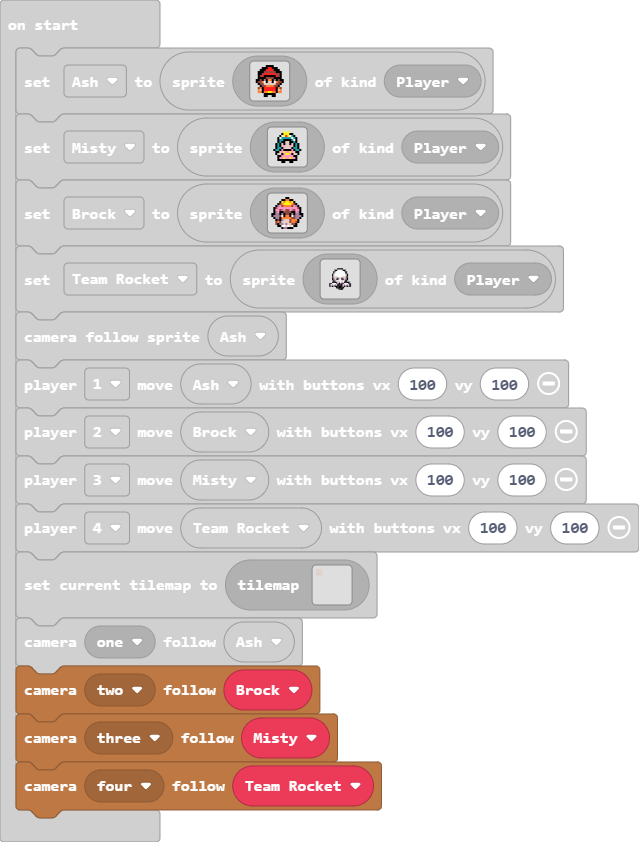 on start
set Ash to sprite of kind Player
set Misty to sprite of kind Player
set Brock to sprite of kind Player
set Team Rocket to sprite of kind Player
camera follow sprite Ash
player 1 move Ash with buttons vx 100 vy 100
player 2 move Brock with buttons vx 100 vy 100
player 3 move Misty with buttons vx 100 vy 100
player 4 move Team Rocket with buttons vx 100 vy 100
set current tilemap to tilemap
camera one follow Ash
camera two follow Brock
camera three follow Misty
camera four follow Team Rocket